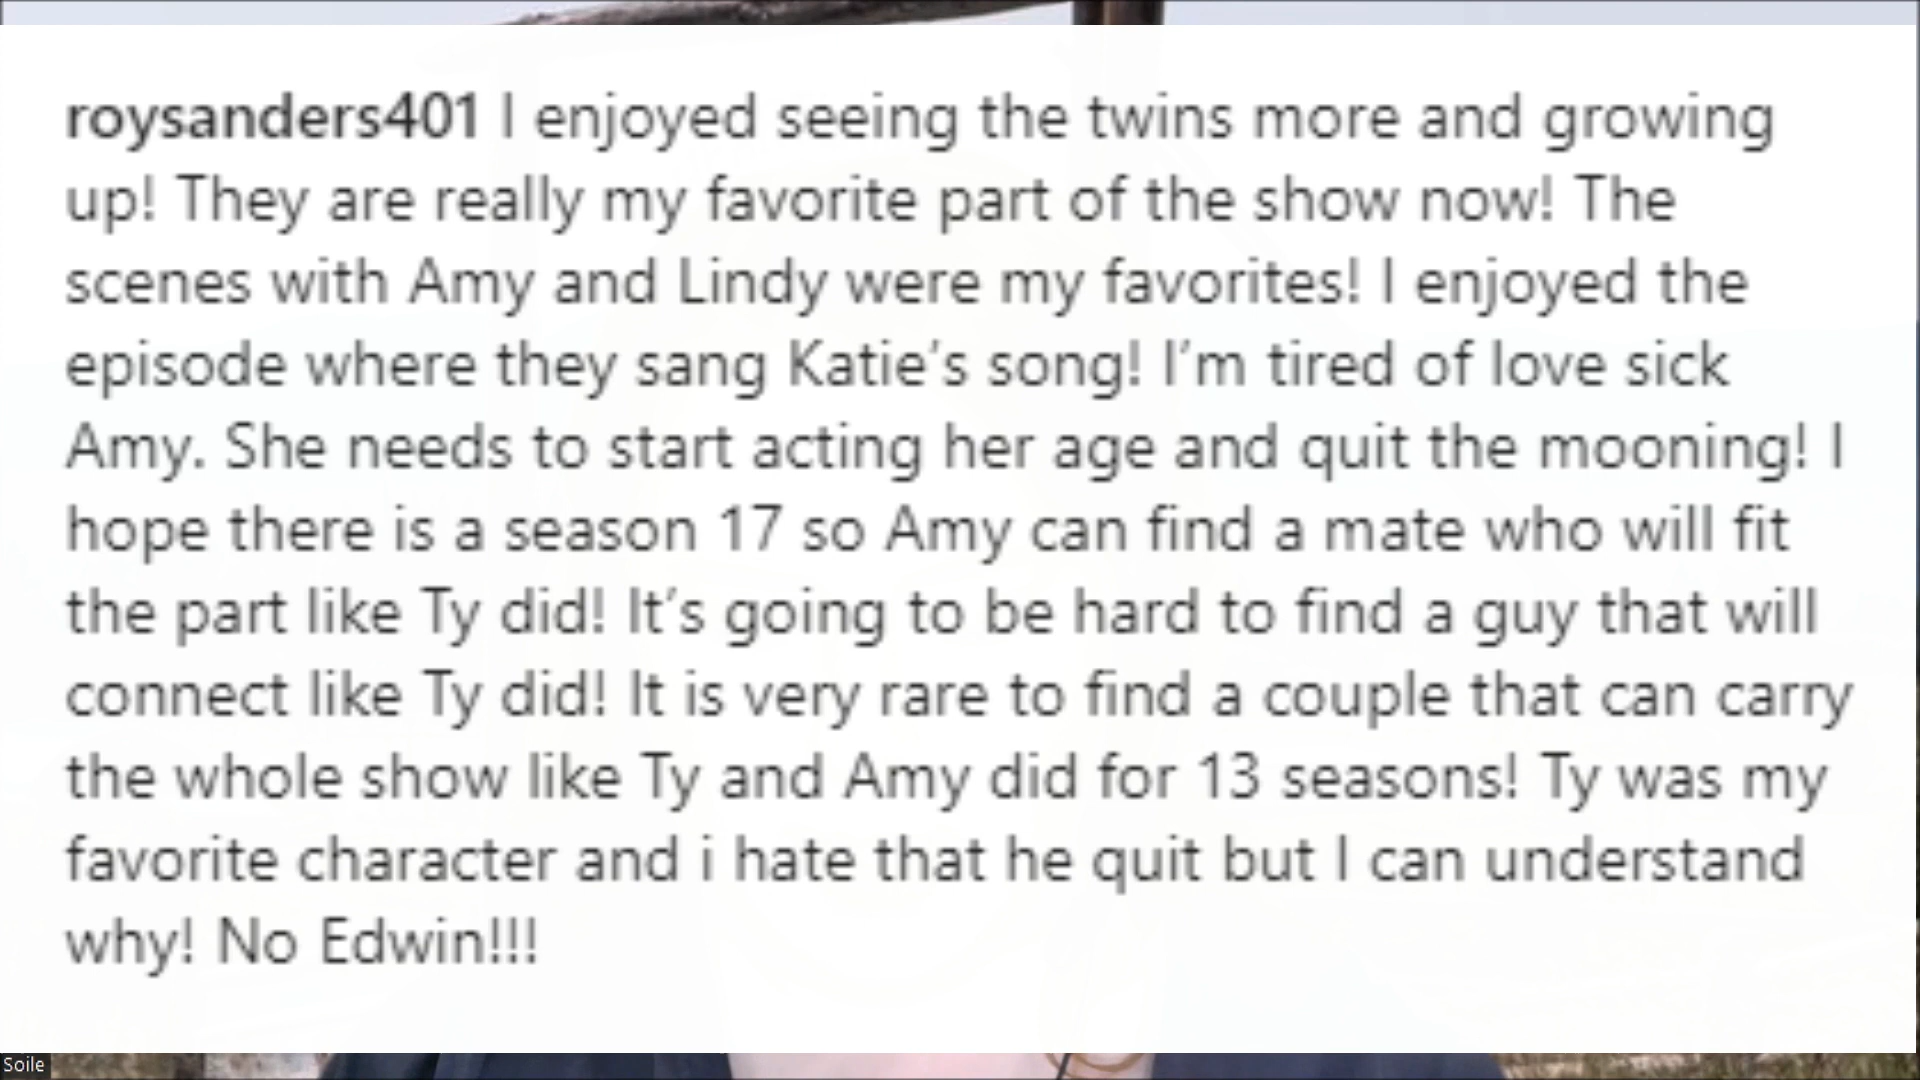 roysanders401 I enjoyed seeing the twins more and growing
up! They are really my favorite part of the show now! The
scenes with Amy and Lindy were my favorites! I enjoyed the
episode where they sang Katie's song! I'm tired of love sick
Amy. She needs to start acting her age and quit the mooning! I
hope there is a season 17 so Amy can find a mate who will fit
the part like Ty did! It's going to be hard to find a guy that will
connect like Ty did! It is very rare to find a couple that can carry
the whole show like Ty and Amy did for 13 seasons! Ty was my
favorite character and i hate that he quit but I can understand
why! No Edwin!!!
Soile